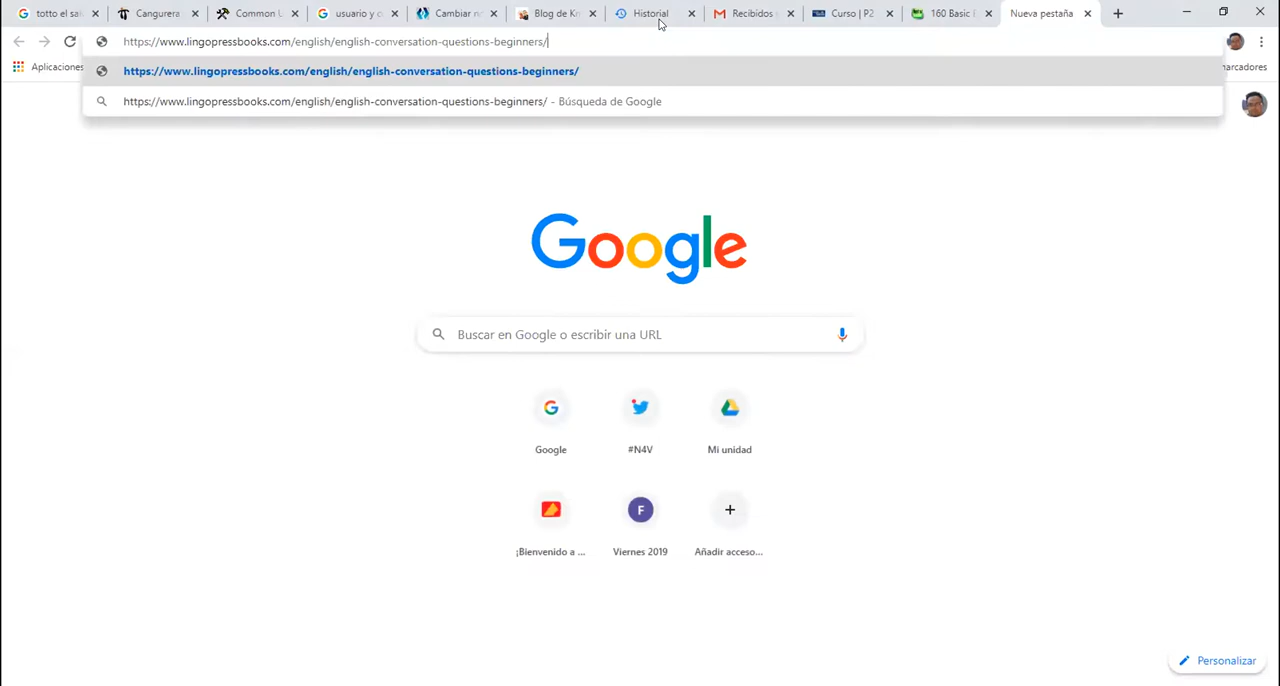 totto el sal
Cangurera
Common U
usuario y c
Cambiar no
Blog de Kn
Historial
Recibidos
Curso | P2
160 Basic E
Nueva pestaña
https://www.lingopressbooks.com/english/english-conversation-questions-beginners/
Aplicaciones
https://www.lingopressbooks.com/english/english-conversation-questions-beginners/
arcadores
https://www.lingopressbooks.com/english/english-conversation-questions-beginners/ - Búsqueda de Google
Google
Buscar en Google o escribir una URL
Google
#N4V
Mi unidad
F
¡Bienvenido a ...
Viernes 2019
Añadir acceso...
Personalizar